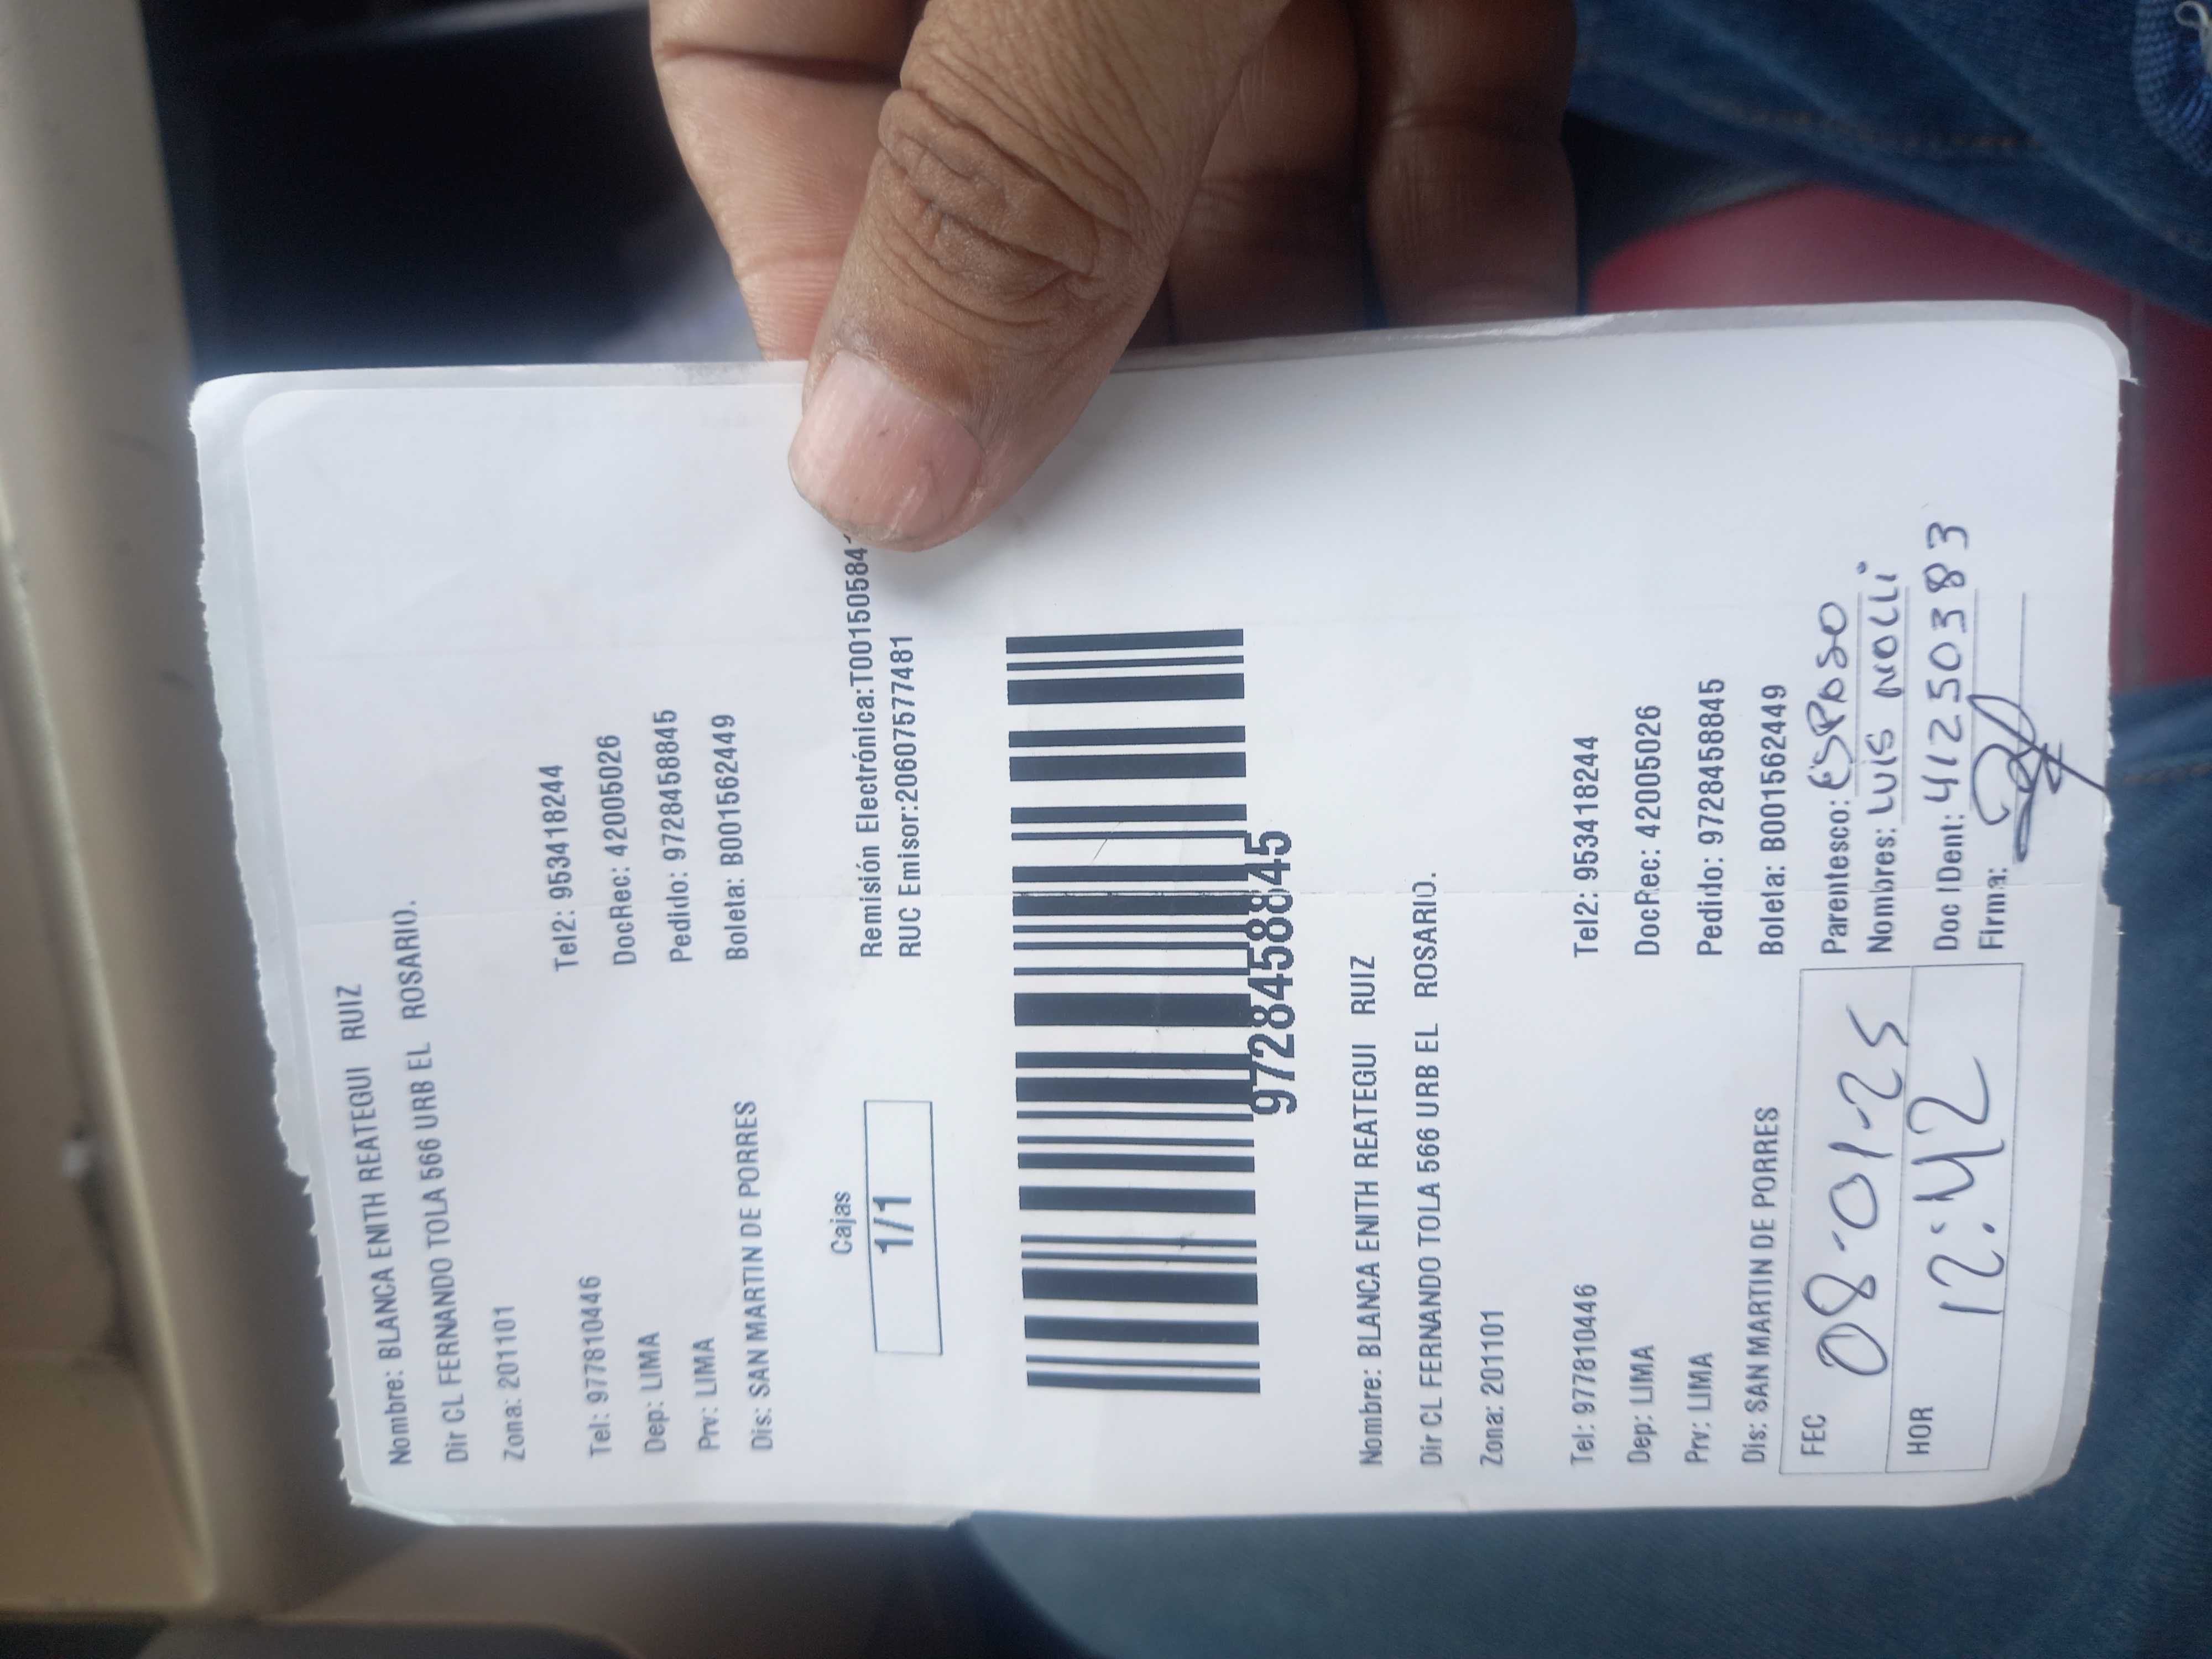 Nombre: BLANCA ENITH REATEGUI RUIZ
Dir CL FERNANDO TOLA 566 URB EL ROSARIO.
Zona: 201101
Tel: 977810446 Tel2: 953418244
Dep: LIMA DocRec: 42005026
Prv: LIMA Pedido: 9728458845
Dis: SAN MARTIN DE PORRES Boleta: B001562449
Cajas
1/1
Remisión Electrónica:T00150584
RUC Emisor:20607577481
9728458845
Nombre: BLANCA ENITH REATEGUI RUIZ
Dir CL FERNANDO TOLA 566 URB EL ROSARIO.
Zona: 201101
Tel: 977810446 Tel2: 953418244
Dep: LIMA DocRec: 42005026
Prv: LIMA Pedido: 9728458845
Dis: SAN MARTIN DE PORRES Boleta: B001562449
FEC 08-01-25
HOR 12:42
Parentesco: ESPOSO
Nombres: LUIS NOLLI
Doc IDent: 41250383
Firma: